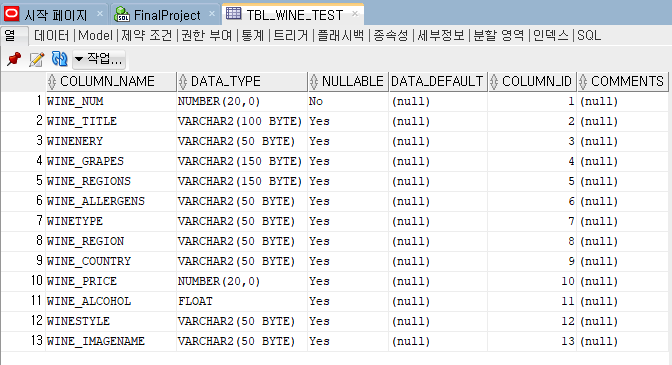 시작 페이지 FinalProject TBL_WINE_TEST
열 데이터 Model 제약 조건 권한 부여 통계 트리거 플래시백 종속성 세부정보 분할 영역 인덱스 SQL
작업...
COLUMN_NAME DATA_TYPE NULLABLE DATA_DEFAULT COLUMN_ID COMMENTS
1 WINE_NUM NUMBER(20,0) No (null) 1 (null)
2 WINE_TITLE VARCHAR2(100 BYTE) Yes (null) 2 (null)
3 WINENERY VARCHAR2(50 BYTE) Yes (null) 3 (null)
4 WINE_GRAPES VARCHAR2(150 BYTE) Yes (null) 4 (null)
5 WINE_REGIONS VARCHAR2(150 BYTE) Yes (null) 5 (null)
6 WINE_ALLERGENS VARCHAR2(50 BYTE) Yes (null) 6 (null)
7 WINETYPE VARCHAR2(50 BYTE) Yes (null) 7 (null)
8 WINE_REGION VARCHAR2(50 BYTE) Yes (null) 8 (null)
9 WINE_COUNTRY VARCHAR2(50 BYTE) Yes (null) 9 (null)
10 WINE_PRICE NUMBER(20,0) Yes (null) 10 (null)
11 WINE_ALCOHOL FLOAT Yes (null) 11 (null)
12 WINESTYLE VARCHAR2(50 BYTE) Yes (null) 12 (null)
13 WINE_IMAGENAME VARCHAR2(50 BYTE) Yes (null) 13 (null)